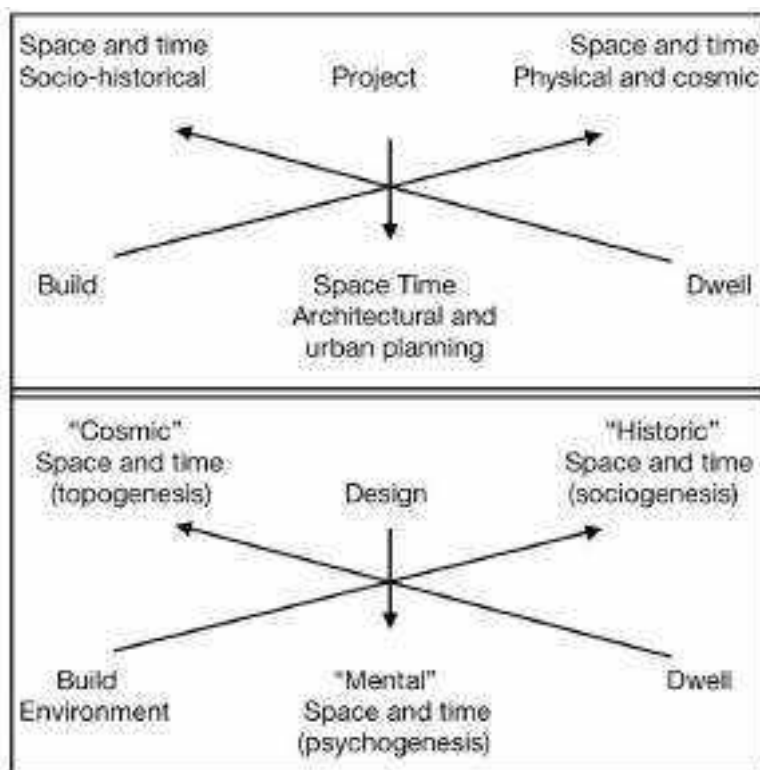 Space and time
Socio-historical
Project
Space and time
Physical and cosmic
Build
Space Time
Architectural and
urban planning
Dwell
"Cosmic"
Space and time
(topogenesis)
Design
"Historic"
Space and time
(sociogenesis)
Build
Environment
"Mental"
Space and time
(psychogenesis)
Dwell